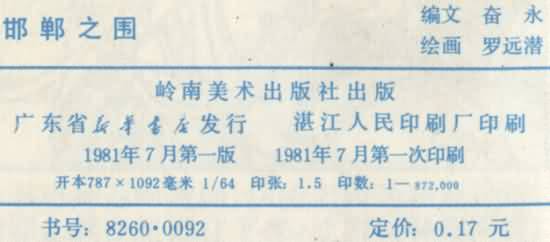 邯郸之围
编文 奋永
绘画 罗远潜
岭南美术出版社出版
广东省新华书店发行 湛江人民印刷厂印刷
1981年7月第一版 1981年7月第一次印刷
开本787×1092毫米 1/64 印张：1.5 印数：1—872,000
书号：8260·0092 定价：0.17元